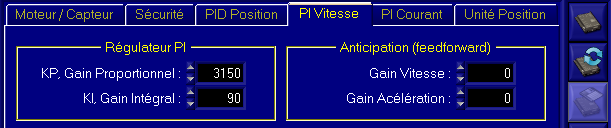 Moteur / Capteur Sécurité PID Position PI Vitesse PI Courant Unité Position
Régulateur PI Anticipation (feedforward)
KP, Gain Proportionnel : 3150 Gain Vitesse : 0
KI, Gain Intégral : 90 Gain Acélération : 0